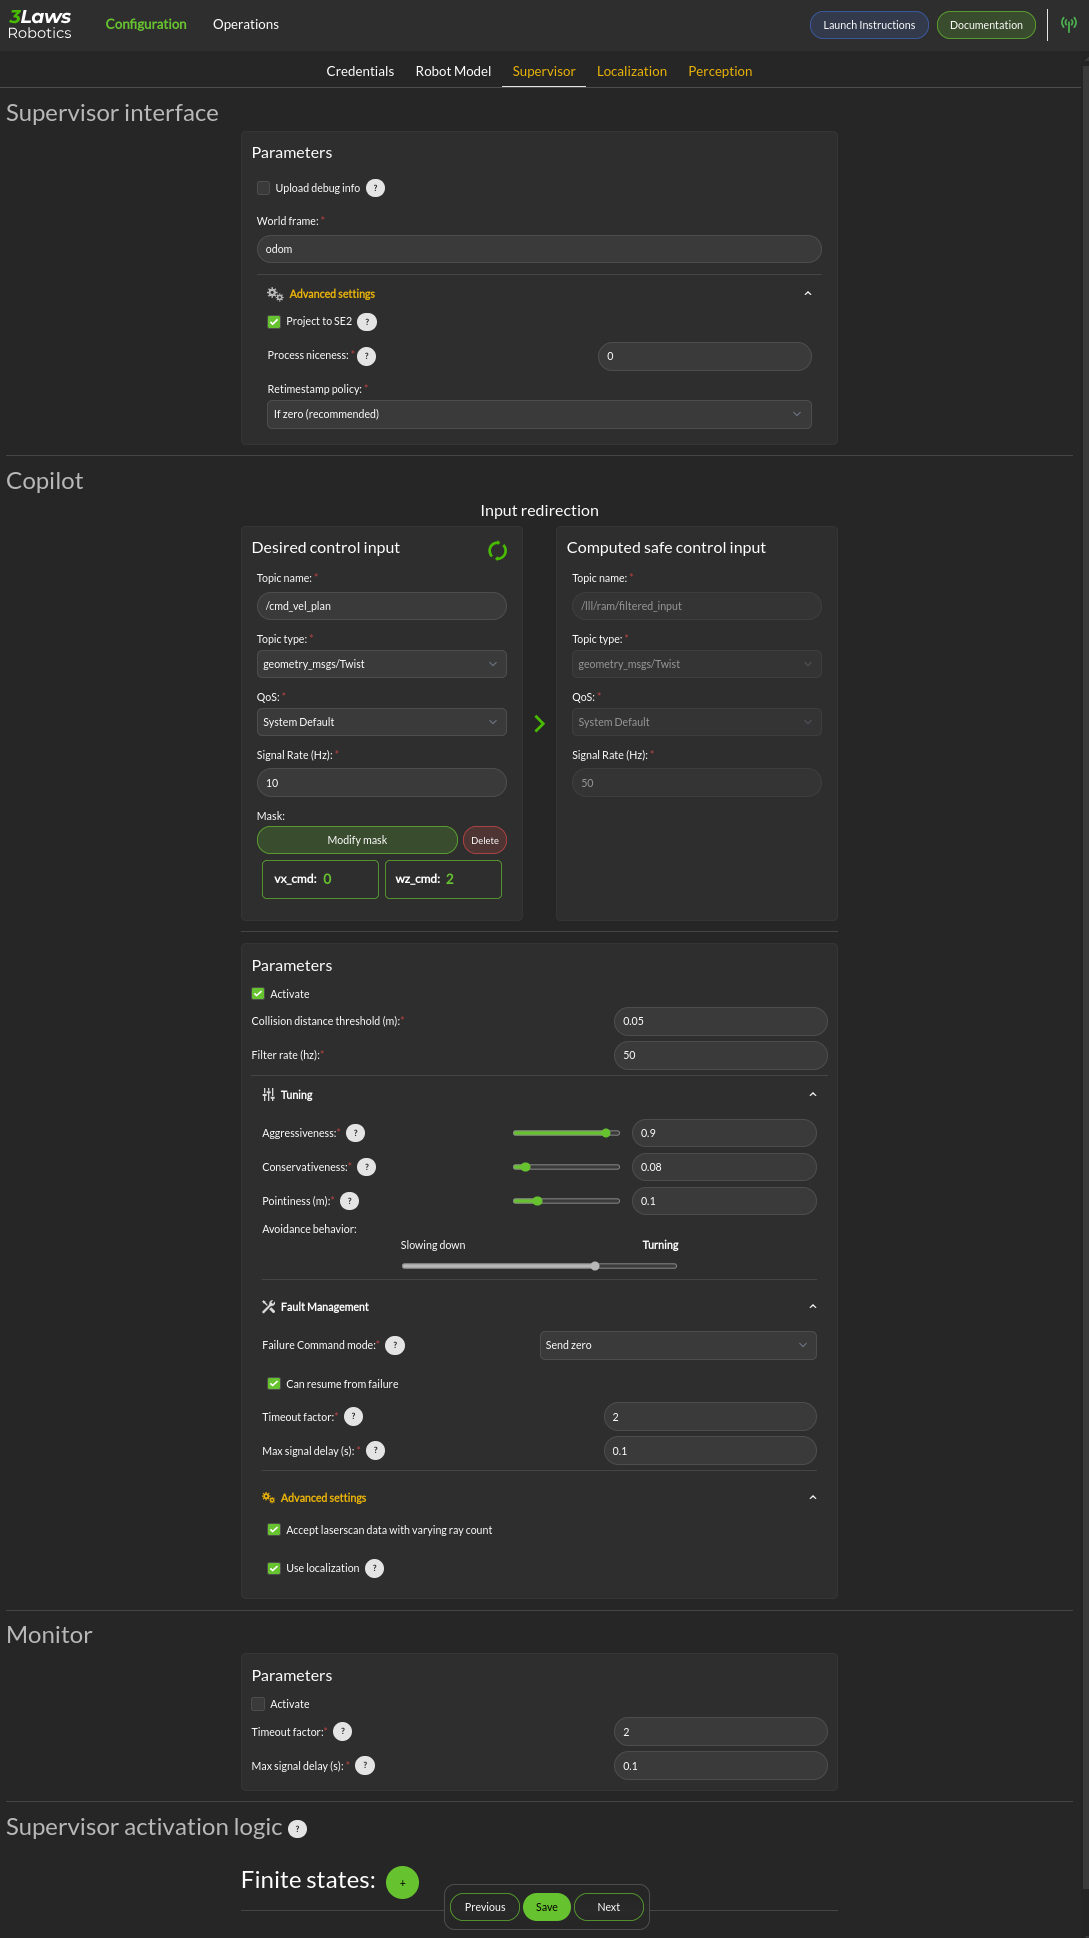 3Laws
Robotics
Configuration
Operations
Launch Instructions
Documentation
Credentials
Robot Model
Supervisor
Localization
Perception
Supervisor interface
Parameters
Upload debug info ?
World frame: *
odom
Advanced settings
Project to SE2 ?
Process niceness: * ?
0
Retimestamp policy: *
If zero (recommended)
Copilot
Input redirection
Desired control input
Topic name: *
/cmd_vel_plan
Topic type: *
geometry_msgs/Twist
QoS: *
System Default
Signal Rate (Hz): *
10
Mask:
Modify mask
Delete
vx_cmd: 0
wz_cmd: 2
Computed safe control input
Topic name: *
/lll/ram/filtered_input
Topic type: *
geometry_msgs/Twist
QoS: *
System Default
Signal Rate (Hz): *
50
Parameters
Activate
Collision distance threshold (m):*
0.05
Filter rate (hz):*
50
Tuning
Aggressiveness:* ?
0.9
Conservativeness:* ?
0.08
Pointiness (m):* ?
0.1
Avoidance behavior:
Slowing down
Turning
Fault Management
Failure Command mode:* ?
Send zero
Can resume from failure
Timeout factor:* ?
2
Max signal delay (s): * ?
0.1
Advanced settings
Accept laserscan data with varying ray count
Use localization ?
Monitor
Parameters
Activate
Timeout factor:* ?
2
Max signal delay (s): * ?
0.1
Supervisor activation logic ?
Finite states: +
Previous
Save
Next